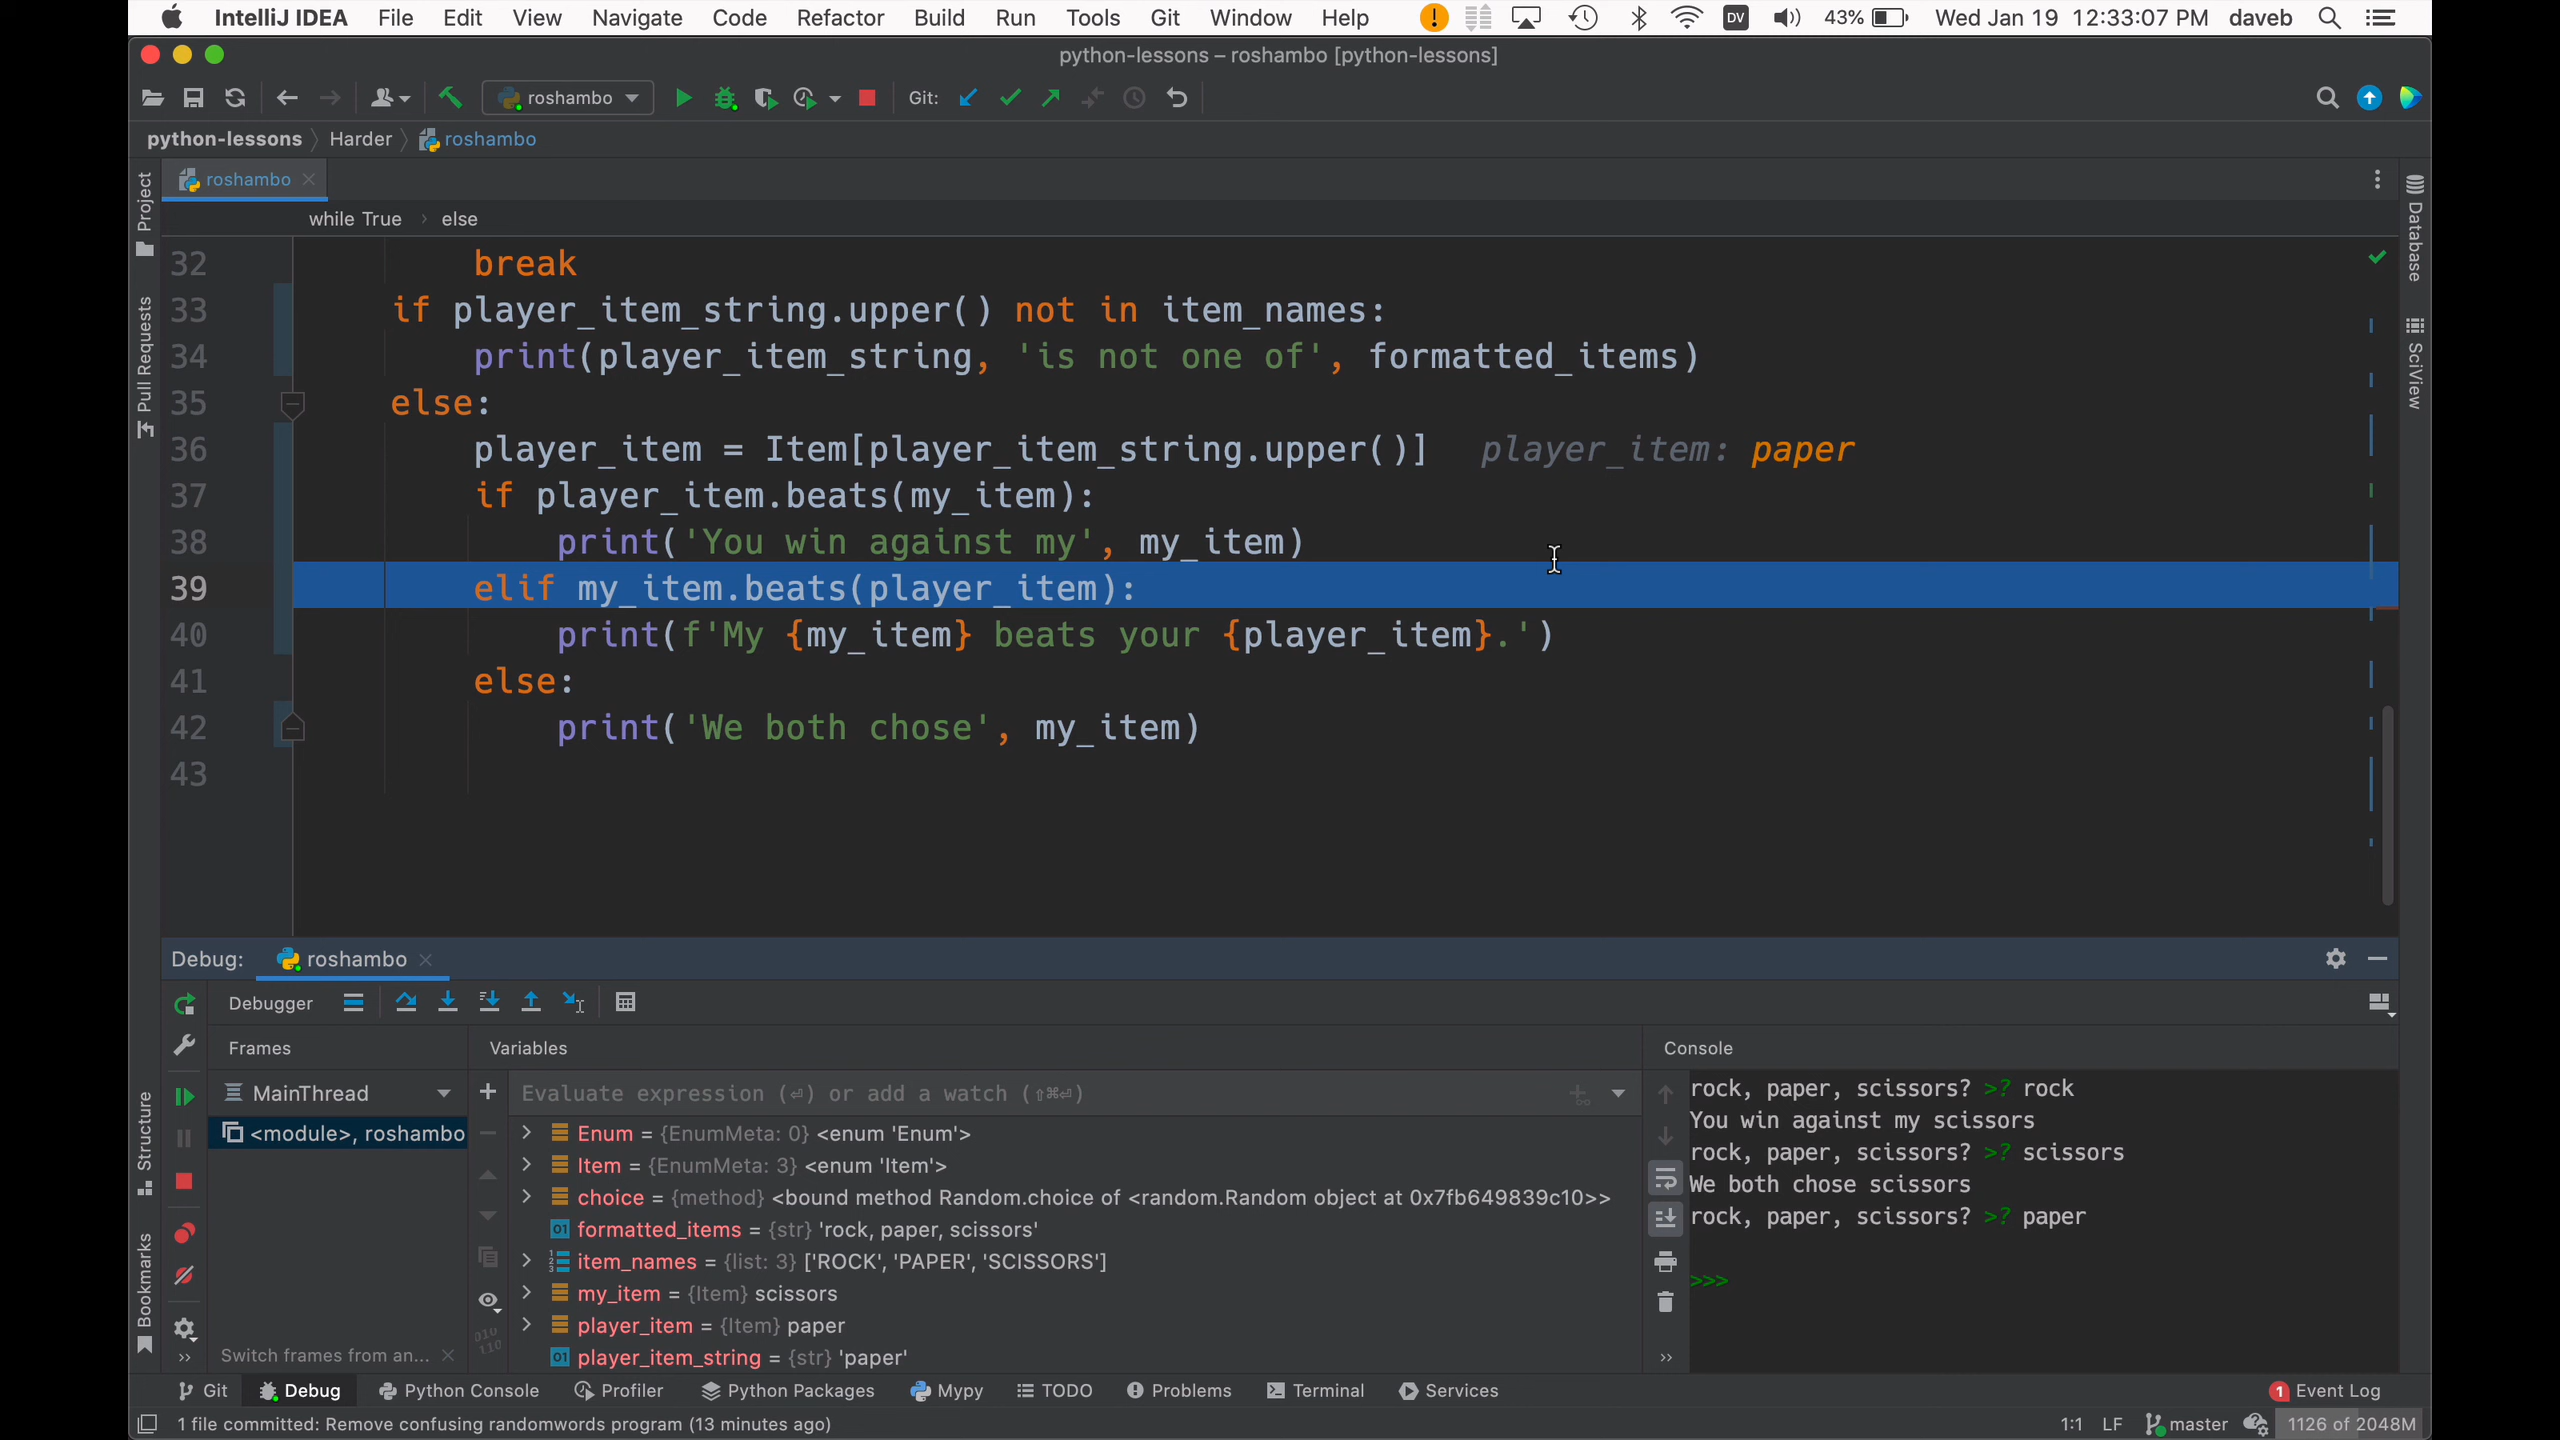 IntelliJ IDEA File Edit View Navigate Code Refactor Build Run Tools Git Window Help DV 43% Wed Jan 19 12:33:07 PM daveb
python-lessons – roshambo [python-lessons]
roshambo Git:
python-lessons Harder roshambo
Project
Pull Requests
Structure
Bookmarks
Database
SciView
roshambo
while True › else
32 break
33 if player_item_string.upper() not in item_names:
34 print(player_item_string, 'is not one of', formatted_items)
35 else:
36 player_item = Item[player_item_string.upper()] player_item: paper
37 if player_item.beats(my_item):
38 print('You win against my', my_item)
39 elif my_item.beats(player_item):
40 print(f'My {my_item} beats your {player_item}.')
41 else:
42 print('We both chose', my_item)
43
Debug: roshambo
Debugger
Frames
MainThread
<module>, roshambo
Switch frames from an...
Variables
Evaluate expression (⏎) or add a watch (⇧⌘⏎)
Enum = {EnumMeta: 0} <enum 'Enum'>
Item = {EnumMeta: 3} <enum 'Item'>
choice = {method} <bound method Random.choice of <random.Random object at 0x7fb649839c10>>
01 formatted_items = {str} 'rock, paper, scissors'
item_names = {list: 3} ['ROCK', 'PAPER', 'SCISSORS']
my_item = {Item} scissors
player_item = {Item} paper
01 player_item_string = {str} 'paper'
Console
rock, paper, scissors? >? rock
You win against my scissors
rock, paper, scissors? >? scissors
We both chose scissors
rock, paper, scissors? >? paper
>>>
Git Debug Python Console Profiler Python Packages Mypy TODO Problems Terminal Services 1 Event Log
1 file committed: Remove confusing randomwords program (13 minutes ago) 1:1 LF master 1126 of 2048M